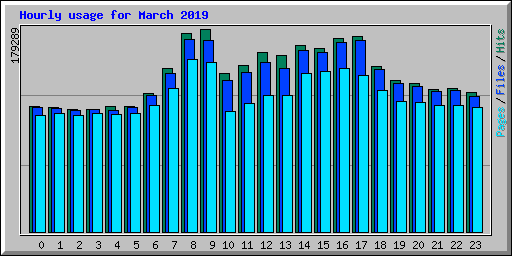 Hourly usage for March 2019
179289
Pages/Files/Hits
0 1 2 3 4 5 6 7 8 9 10 11 12 13 14 15 16 17 18 19 20 21 22 23